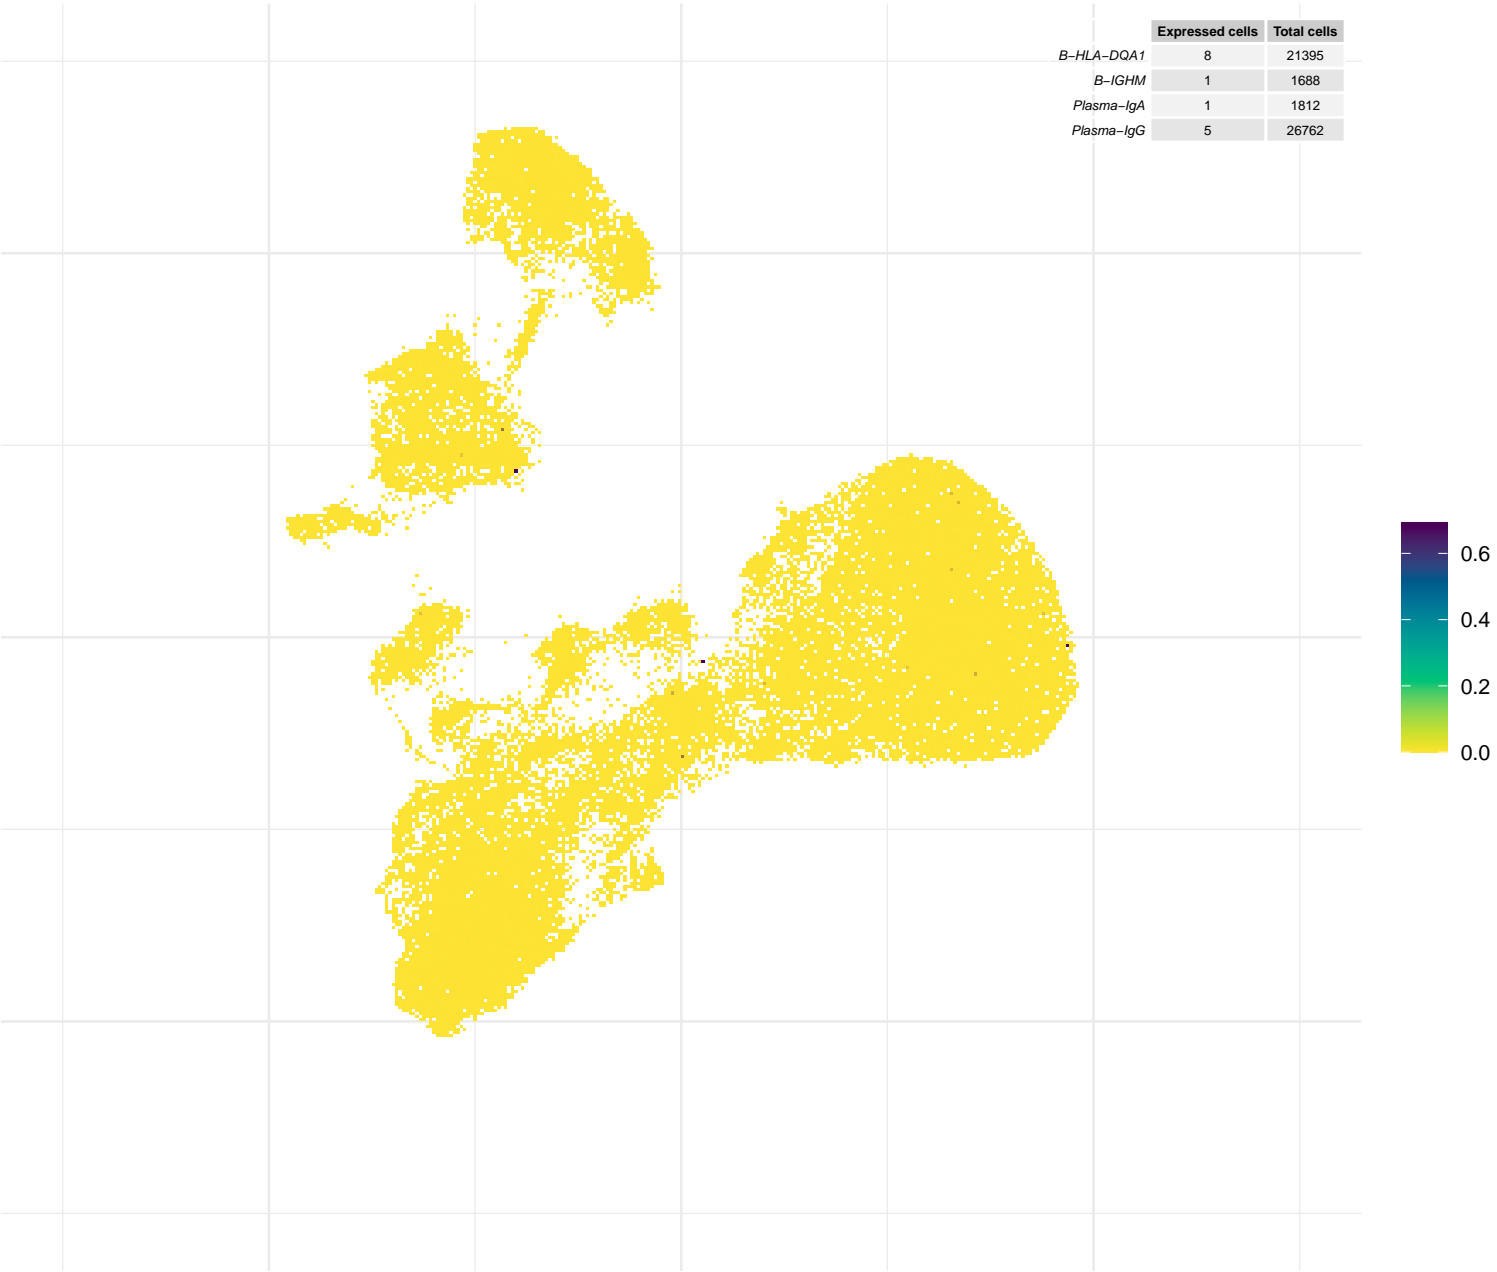 Expressed cells Total cells
B−HLA−DQA1 8 21395
B−IGHM 1 1688
Plasma−IgA 1 1812
Plasma−IgG 5 26762
0.6
0.4
0.2
0.0